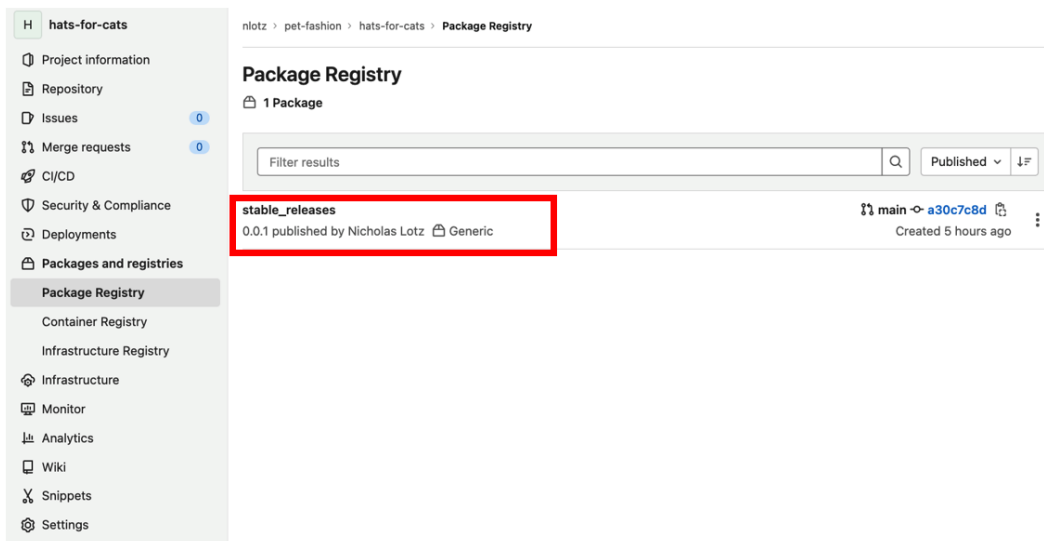 H hats-for-cats
Project information
Repository
Issues 0
Merge requests 0
CI/CD
Security & Compliance
Deployments
Packages and registries
Package Registry
Container Registry
Infrastructure Registry
Infrastructure
Monitor
Analytics
Wiki
Snippets
Settings
nlotz > pet-fashion > hats-for-cats > Package Registry
Package Registry
1 Package
Filter results
Published
stable_releases
0.0.1 published by Nicholas Lotz Generic
main a30c7c8d
Created 5 hours ago